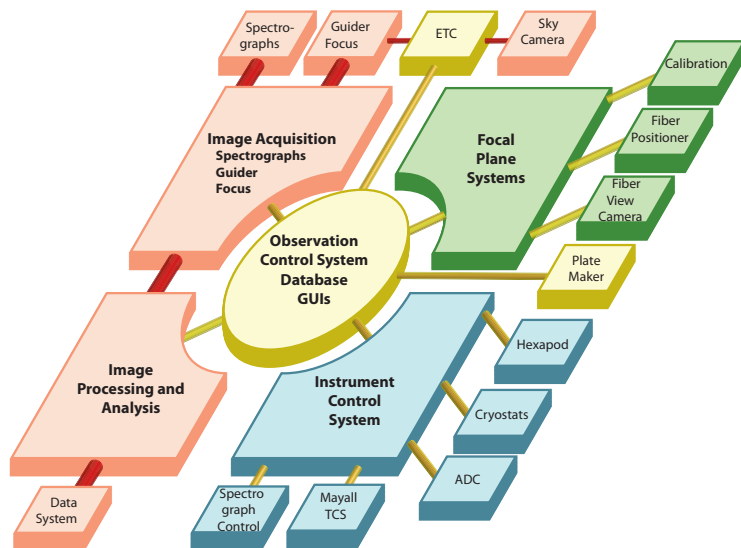 Spectro-
graphs
Guider
Focus
ETC
Sky
Camera
Calibration
Image Acquisition
Spectrographs
Guider
Focus
Focal
Plane
Systems
Fiber
Positioner
Fiber
View
Camera
Observation
Control System
Database
GUIs
Plate
Maker
Image
Processing and
Analysis
Instrument
Control
System
Hexapod
Cryostats
ADC
Data
System
Spectro
graph
Control
Mayall
TCS